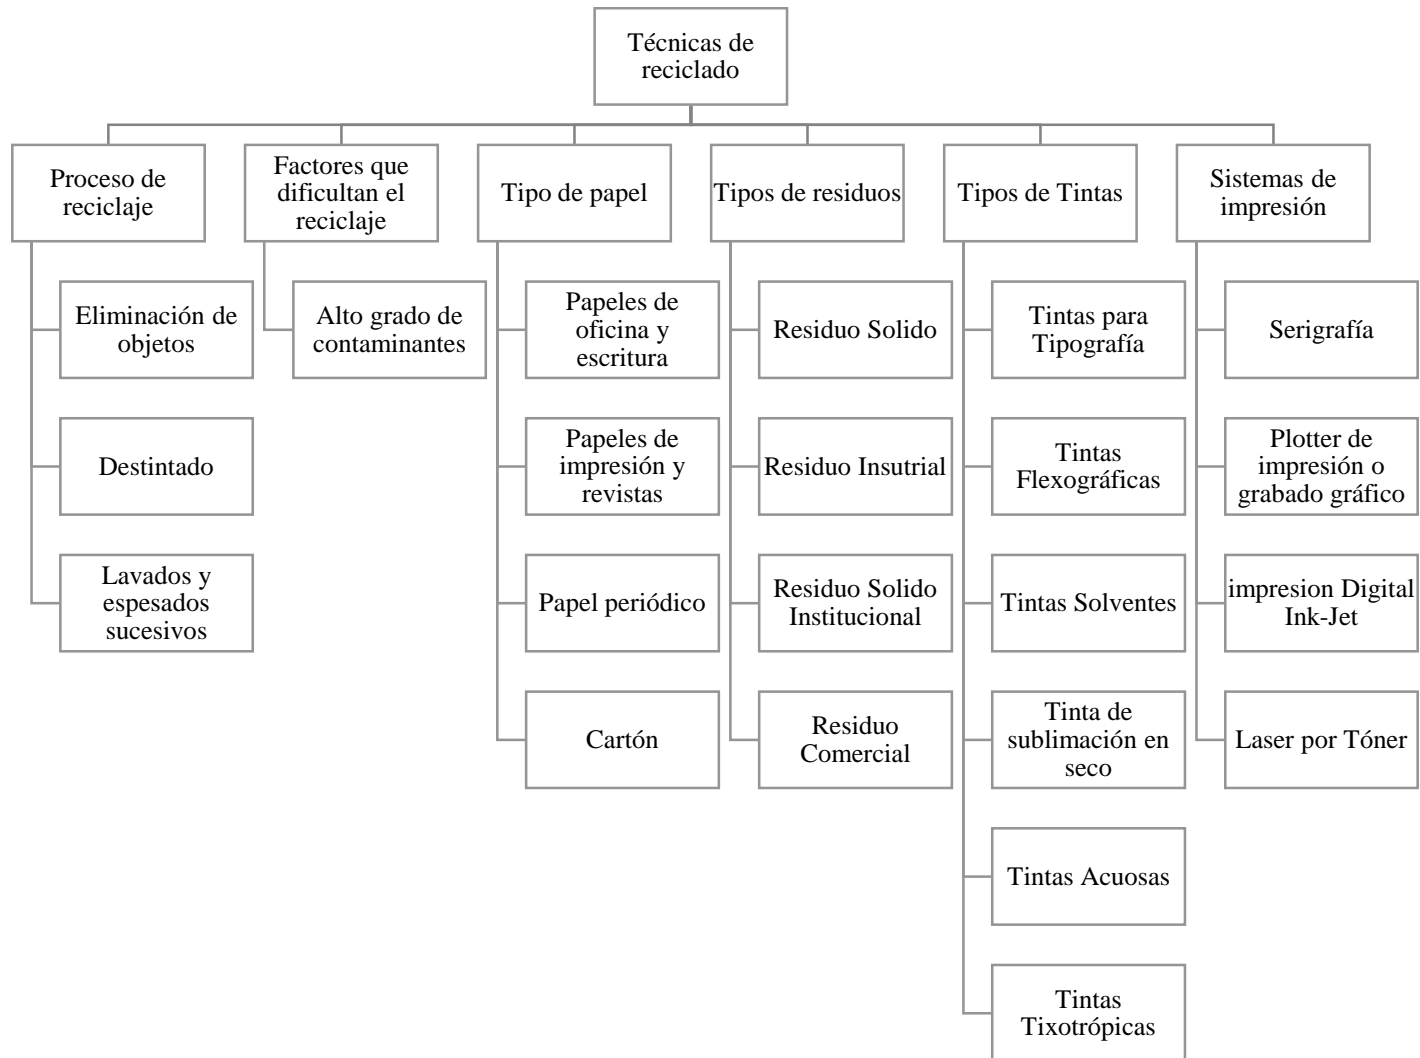 Técnicas de
reciclado
Proceso de
reciclaje
Eliminación de
objetos
Destintado
Lavados y
espesados
sucesivos
Factores que
dificultan el
reciclaje
Alto grado de
contaminantes
Tipo de papel
Papeles de
oficina y
escritura
Papeles de
impresión y
revistas
Papel periódico
Cartón
Tipos de residuos
Residuo Solido
Residuo Insutrial
Residuo Solido
Institucional
Residuo
Comercial
Tipos de Tintas
Tintas para
Tipografía
Tintas
Flexográficas
Tintas Solventes
Tinta de
sublimación en
seco
Tintas Acuosas
Tintas
Tixotrópicas
Sistemas de
impresión
Serigrafía
Plotter de
impresión o
grabado gráfico
impresion Digital
Ink-Jet
Laser por Tóner